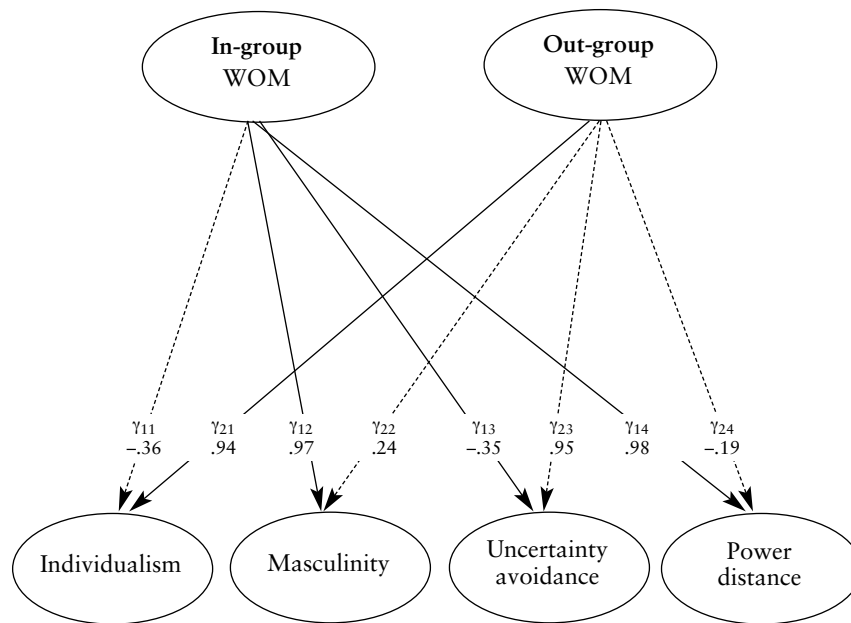 In-group
WOM
Out-group
WOM
γ11 γ21 γ12 γ22 γ13 γ23 γ14 γ24
–.36 .94 .97 .24 –.35 .95 .98 –.19
Individualism
Masculinity
Uncertainty
avoidance
Power
distance